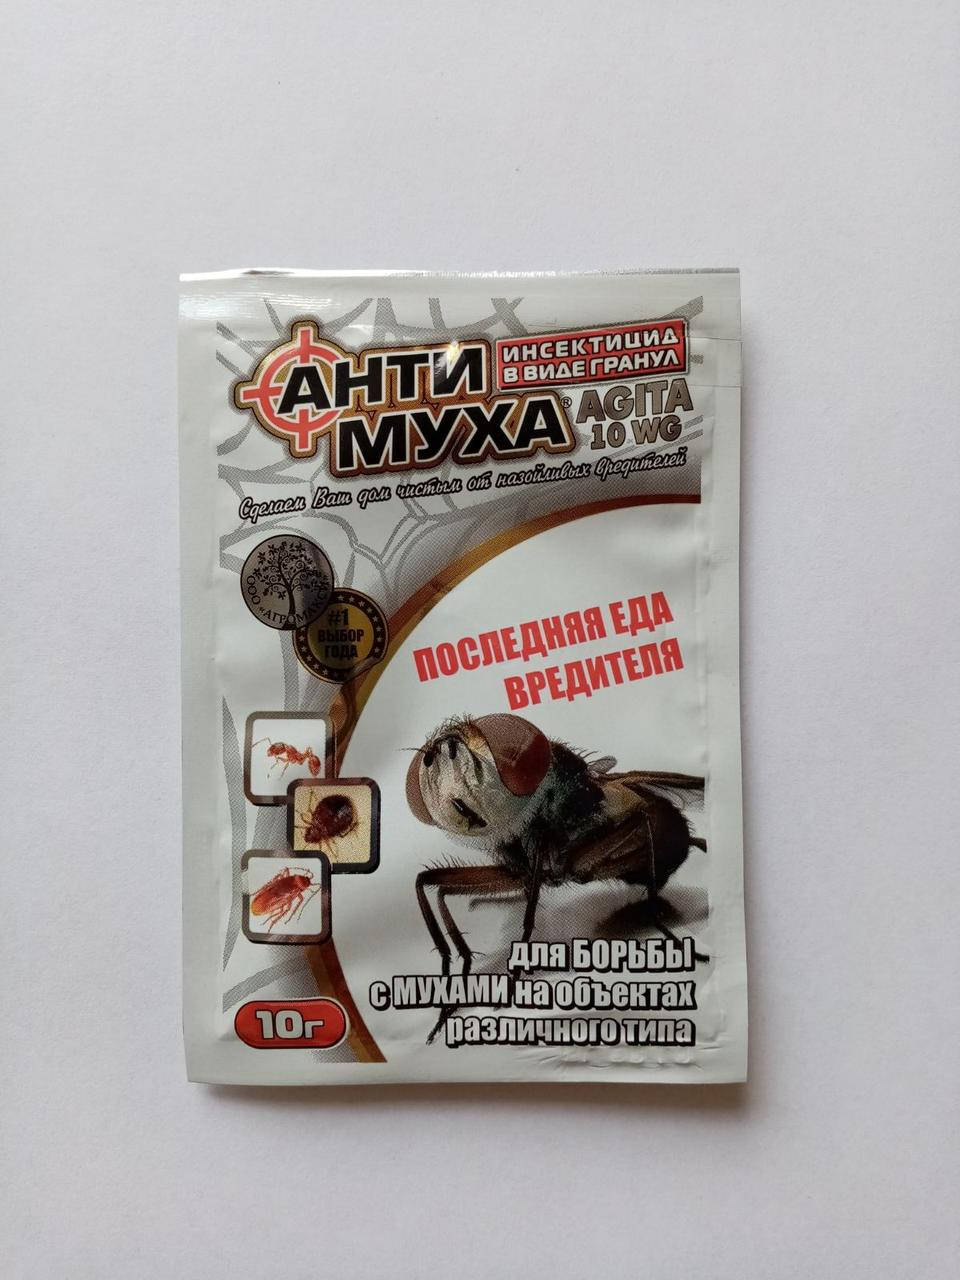 АНТИ
МУХА®
ИНСЕКТИЦИД
В ВИДЕ ГРАНУЛ
AGITA
10 WG
Сделаем Ваш дом чистым от назойливых вредителей
ООО «АГРОМАКСИ»
#1
ВЫБОР
ГОДА
ПОСЛЕДНЯЯ ЕДА
ВРЕДИТЕЛЯ
для БОРЬБЫ
с МУХАМИ на объектах
различного типа
10г